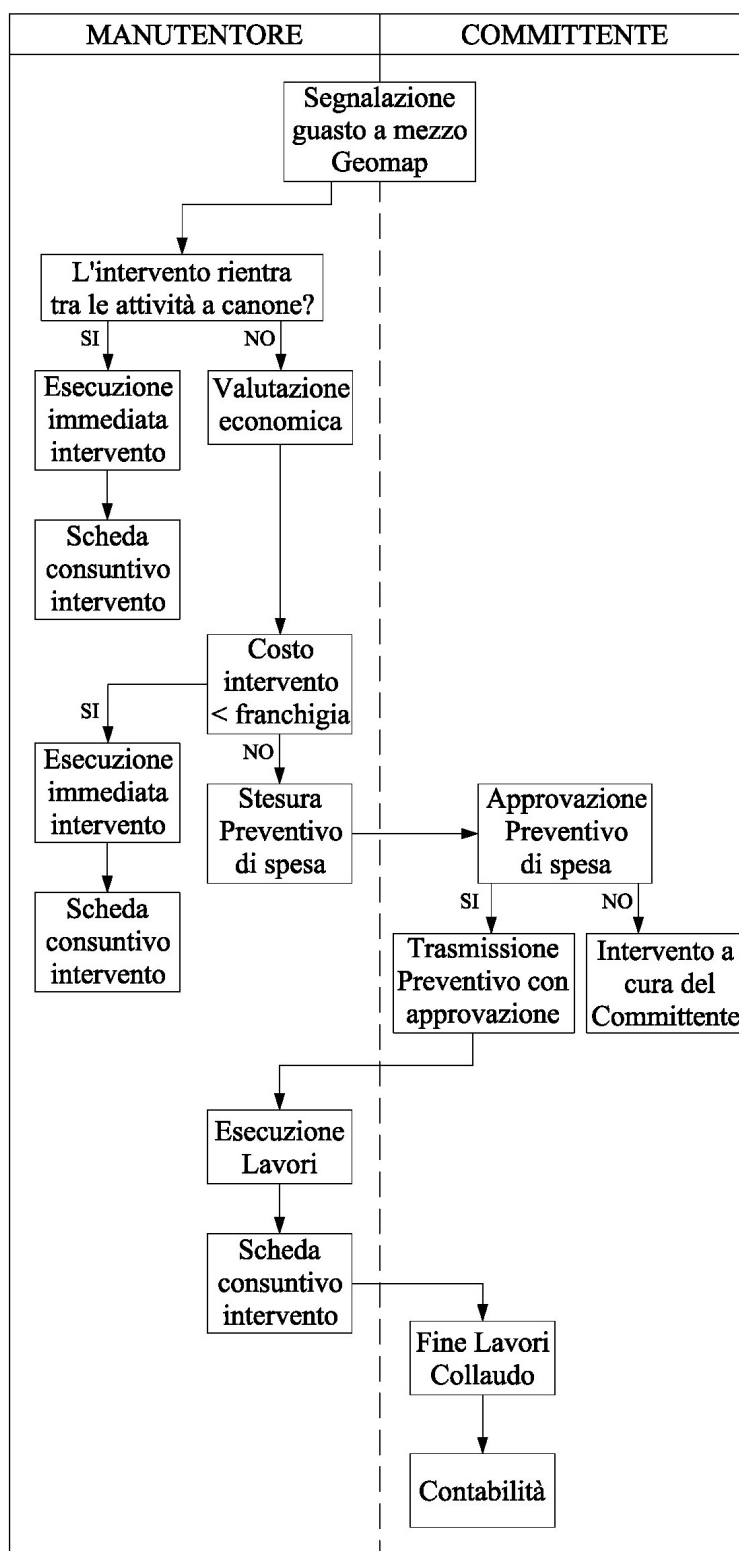 MANUTENTORE
COMMITTENTE
Segnalazione
guasto a mezzo
Geomap
L'intervento rientra
tra le attività a canone?
SI
NO
Esecuzione
immediata
intervento
Valutazione
economica
Scheda
consuntivo
intervento
Costo
intervento
< franchigia
SI
NO
Esecuzione
immediata
intervento
Stesura
Preventivo
di spesa
Approvazione
Preventivo
di spesa
SI
NO
Scheda
consuntivo
intervento
Trasmissione
Preventivo con
approvazione
Intervento a
cura del
Committente
Esecuzione
Lavori
Scheda
consuntivo
intervento
Fine Lavori
Collaudo
Contabilità